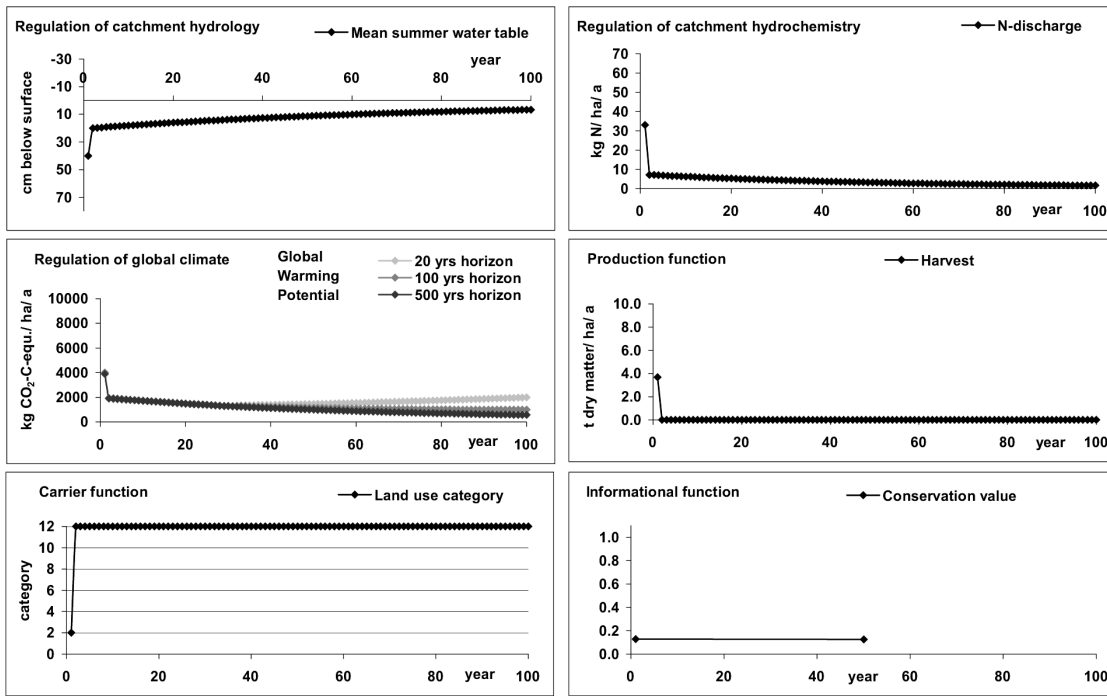 Regulation of catchment hydrology
Mean summer water table
year
cm below surface
-30
-10
10
30
50
70
0 20 40 60 80 100
Regulation of catchment hydrochemistry
N-discharge
kg N/ ha/ a
70
60
50
40
30
20
10
0
0 20 40 60 80 100
year
Regulation of global climate
Global Warming Potential
20 yrs horizon
100 yrs horizon
500 yrs horizon
kg CO₂-C-equ./ ha/ a
10000
8000
6000
4000
2000
0
0 20 40 60 80 100
year
Production function
Harvest
t dry matter/ ha/ a
10.0
8.0
6.0
4.0
2.0
0.0
0 20 40 60 80 100
year
Carrier function
Land use category
category
12
10
8
6
4
2
0
0 20 40 60 80 100
year
Informational function
Conservation value
1.0
0.8
0.6
0.4
0.2
0.0
0 20 40 60 80 100
year